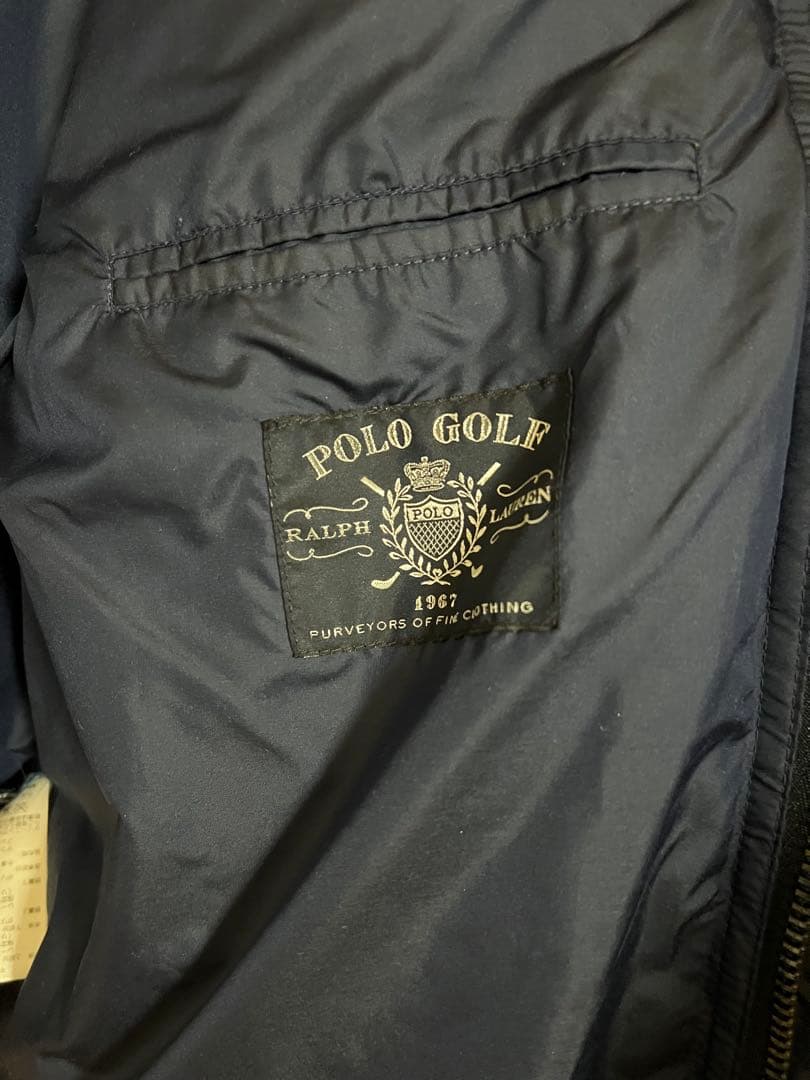 POLO GOLF
RALPH LAUREN
POLO
1967
PURVEYORS OF FINE CLOTHING